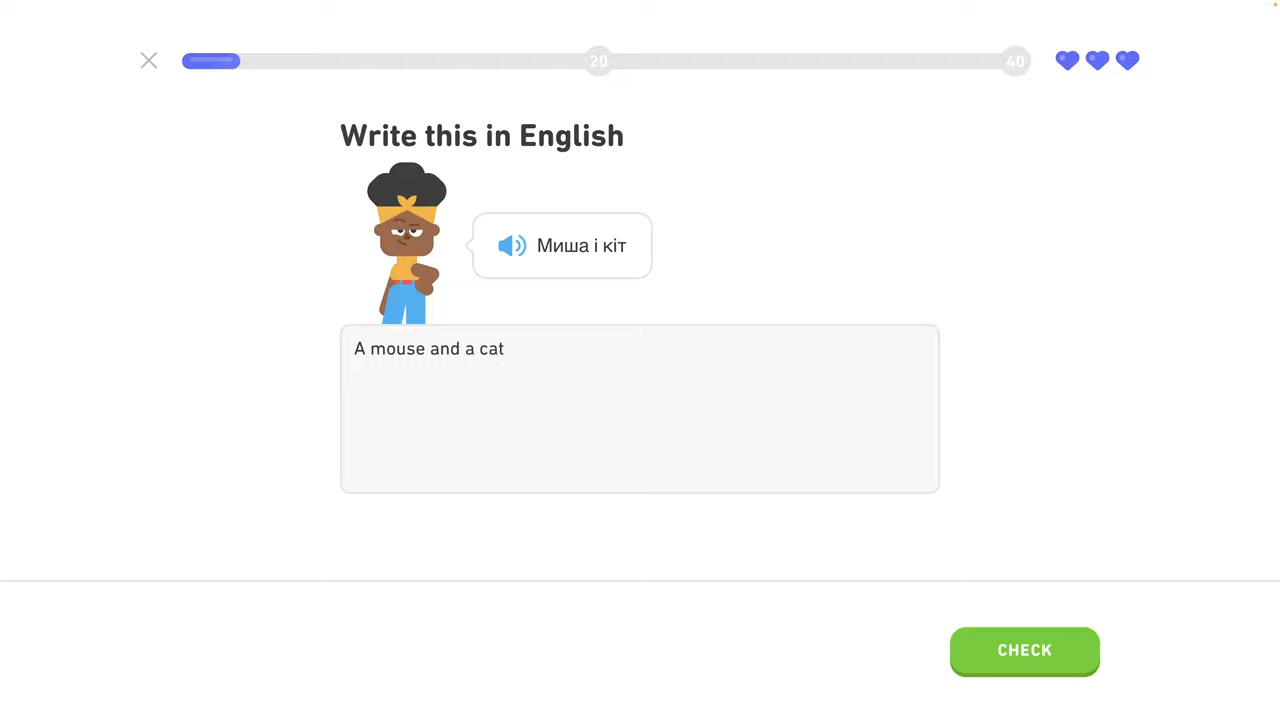 20
40
Write this in English
Миша і кіт
A mouse and a cat
CHECK